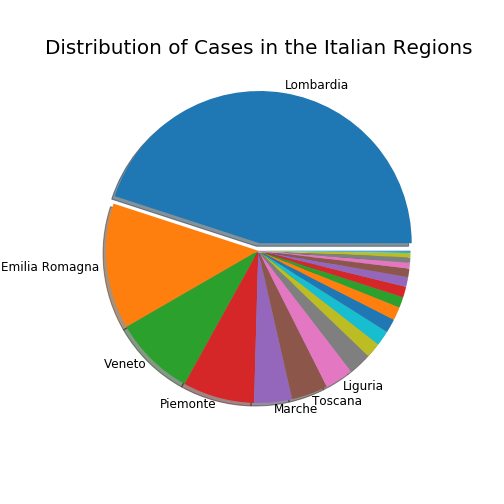 Distribution of Cases in the Italian Regions
Lombardia
Emilia Romagna
Veneto
Piemonte
Marche
Toscana
Liguria